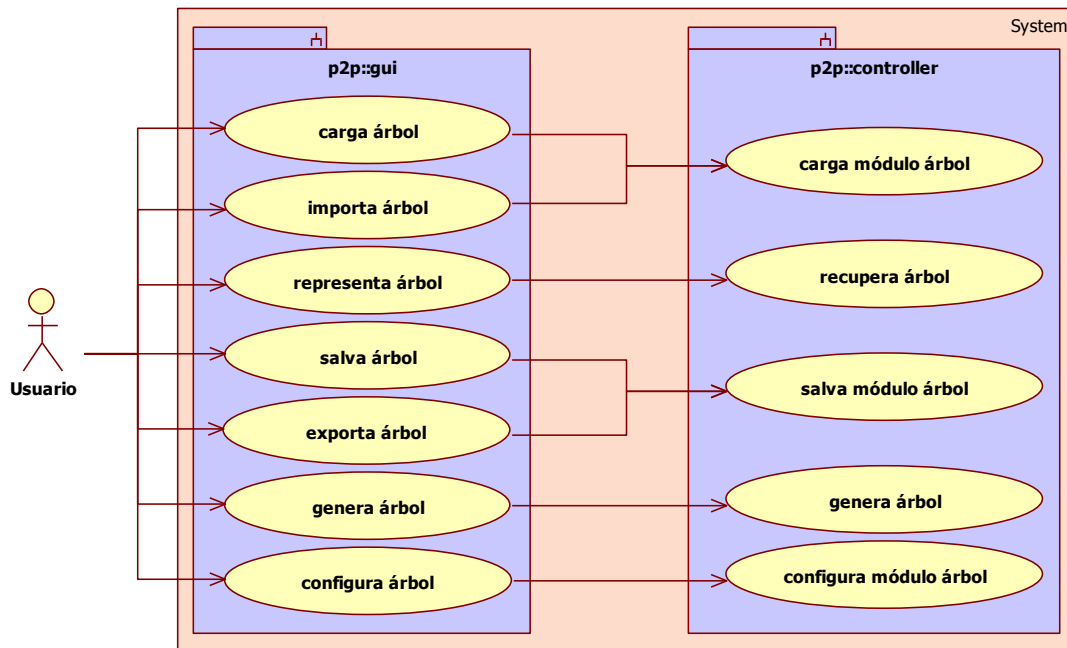 System
p2p::gui
carga árbol
importa árbol
representa árbol
salva árbol
exporta árbol
genera árbol
configura árbol
p2p::controller
carga módulo árbol
recupera árbol
salva módulo árbol
genera árbol
configura módulo árbol
Usuario